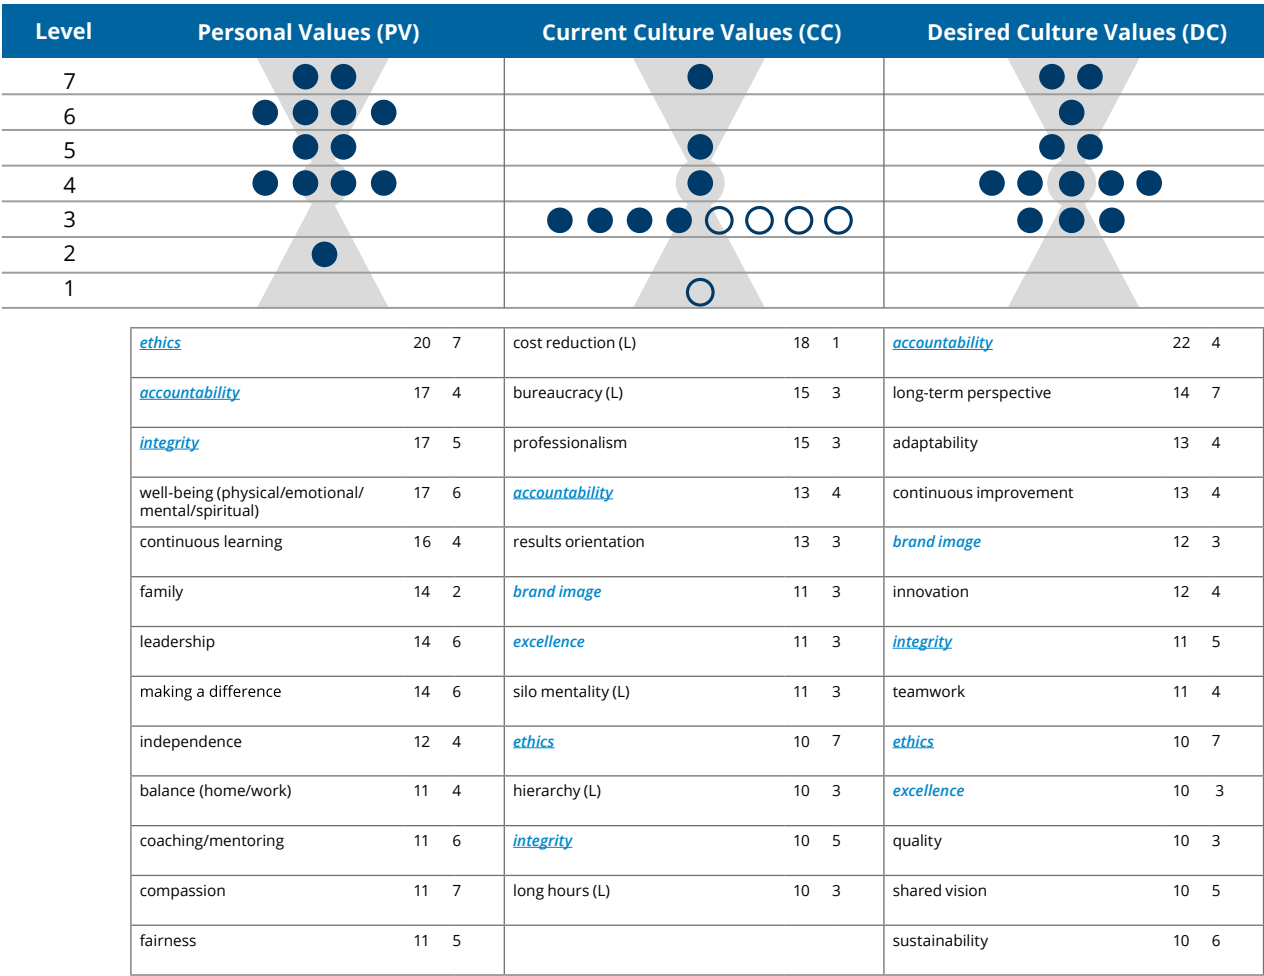 Level Personal Values (PV) Current Culture Values (CC) Desired Culture Values (DC)
7
6
5
4
3
2
1
ethics 20 7 cost reduction (L) 18 1 accountability 22 4
accountability 17 4 bureaucracy (L) 15 3 long-term perspective 14 7
integrity 17 5 professionalism 15 3 adaptability 13 4
well-being (physical/emotional/ 17 6 accountability 13 4 continuous improvement 13 4
mental/spiritual)
continuous learning 16 4 results orientation 13 3 brand image 12 3
family 14 2 brand image 11 3 innovation 12 4
leadership 14 6 excellence 11 3 integrity 11 5
making a difference 14 6 silo mentality (L) 11 3 teamwork 11 4
independence 12 4 ethics 10 7 ethics 10 7
balance (home/work) 11 4 hierarchy (L) 10 3 excellence 10 3
coaching/mentoring 11 6 integrity 10 5 quality 10 3
compassion 11 7 long hours (L) 10 3 shared vision 10 5
fairness 11 5 sustainability 10 6